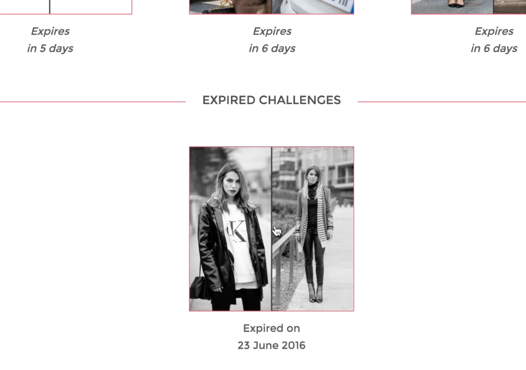 Expires
in 5 days
Expires
in 6 days
Expires
in 6 days
EXPIRED CHALLENGES
K
Expired on
23 June 2016